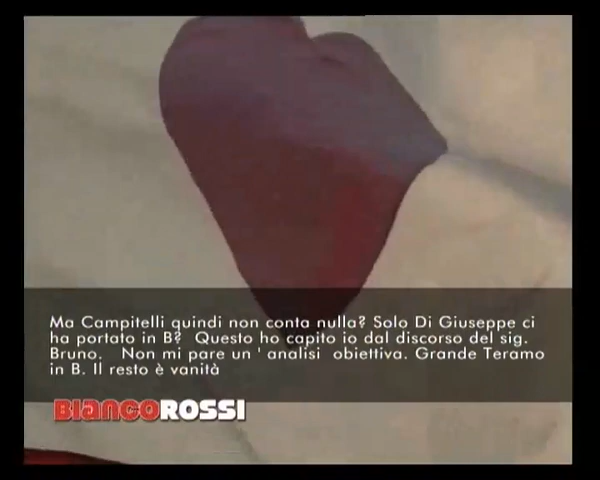 Ma Campitelli quindi non conta nulla? Solo Di Giuseppe ci
ha portato in B?  Questo ho capito io dal discorso del sig.
Bruno.   Non mi pare un ' analisi  obiettiva. Grande Teramo
in B. Il resto è vanità
BIANCOROSSI